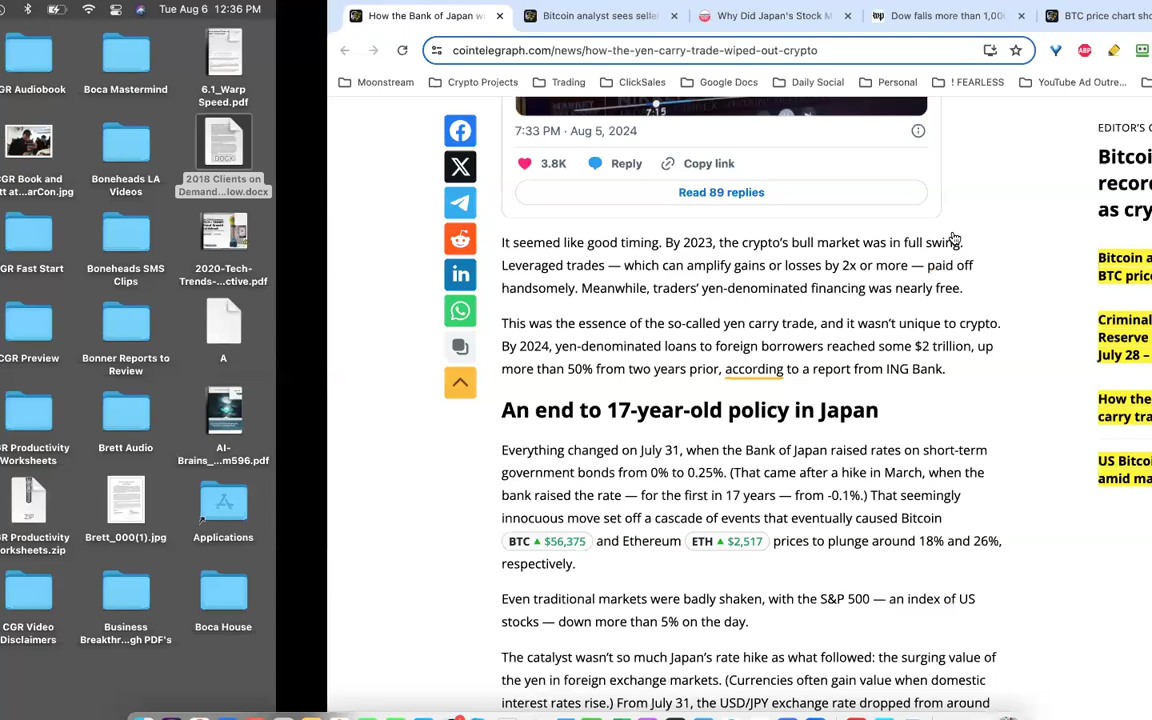 Tue Aug 6 12:36 PM
GR Audiobook
Boca Mastermind
6.1_Warp
Speed.pdf
GR Book and
tt at...arCon.jpg
Boneheads LA
Videos
DOCX
2018 Clients on
Demand...low.docx
GR Fast Start
Boneheads SMS
Clips
2020-Tech-
Trends-...ctive.pdf
GR Preview
Bonner Reports to
Review
A
GR Productivity
Worksheets
Brett Audio
AI-
Brains_...m596.pdf
ZIP
GR Productivity
orksheets.zip
Brett_000(1).jpg
Applications
CGR Video
Disclaimers
Business
Breakthr...gh PDF's
Boca House
How the Bank of Japan w
Bitcoin analyst sees selle
Why Did Japan's Stock M
Dow falls more than 1,00
BTC price chart sho
cointelegraph.com/news/how-the-yen-carry-trade-wiped-out-crypto
ABP
Moonstream
Crypto Projects
Trading
ClickSales
Google Docs
Daily Social
Personal
! FEARLESS
YouTube Ad Outre...
7:15
7:33 PM · Aug 5, 2024
3.8K
Reply
Copy link
Read 89 replies
It seemed like good timing. By 2023, the crypto's bull market was in full swing.
Leveraged trades — which can amplify gains or losses by 2x or more — paid off
handsomely. Meanwhile, traders' yen-denominated financing was nearly free.
This was the essence of the so-called yen carry trade, and it wasn't unique to crypto.
By 2024, yen-denominated loans to foreign borrowers reached some $2 trillion, up
more than 50% from two years prior, according to a report from ING Bank.
An end to 17-year-old policy in Japan
Everything changed on July 31, when the Bank of Japan raised rates on short-term
government bonds from 0% to 0.25%. (That came after a hike in March, when the
bank raised the rate — for the first in 17 years — from -0.1%.) That seemingly
innocuous move set off a cascade of events that eventually caused Bitcoin
BTC ▲ $56,375 and Ethereum ETH ▲ $2,517 prices to plunge around 18% and 26%,
respectively.
Even traditional markets were badly shaken, with the S&P 500 — an index of US
stocks — down more than 5% on the day.
The catalyst wasn't so much Japan's rate hike as what followed: the surging value of
the yen in foreign exchange markets. (Currencies often gain value when domestic
interest rates rise.) From July 31, the USD/JPY exchange rate dropped from around
EDITOR'S C
Bitcoi
recor
as cry
Bitcoin a
BTC price
Criminal
Reserve
July 28 –
How the
carry tra
US Bitcoi
amid ma